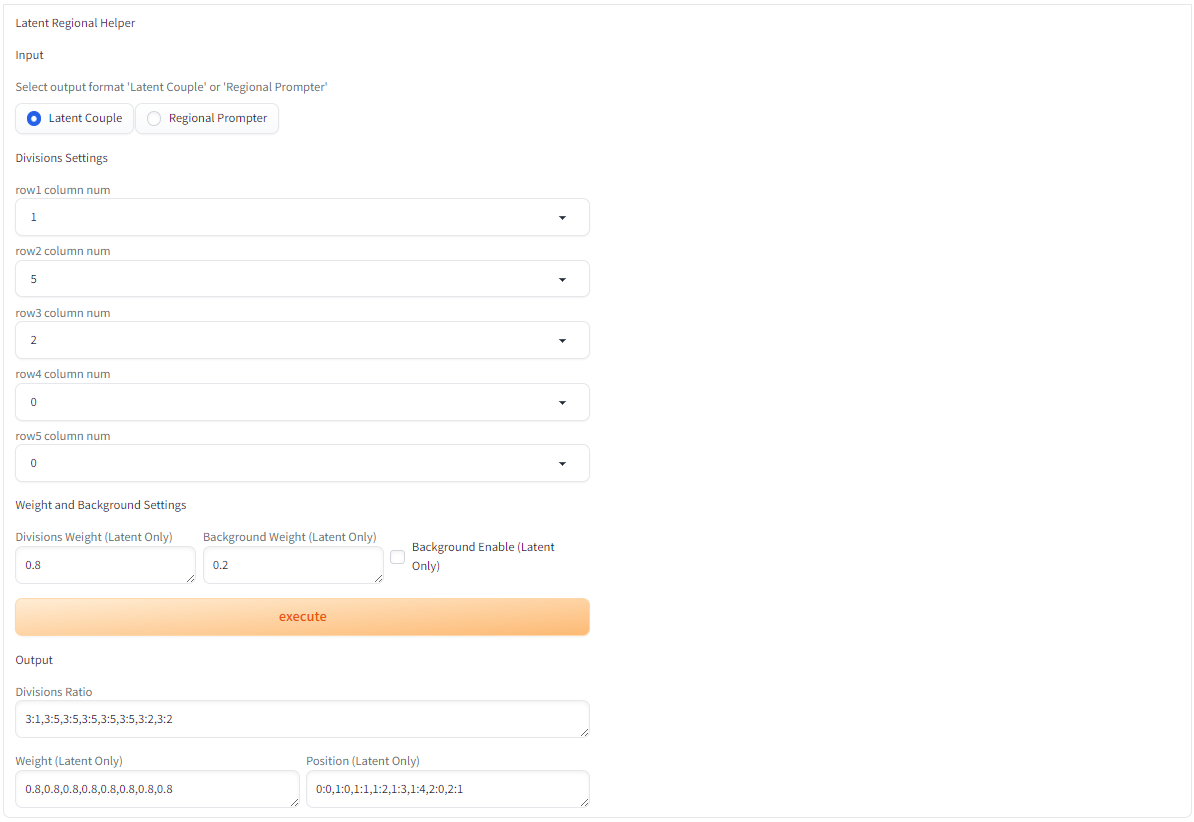 Latent Regional Helper
Input
Select output format 'Latent Couple' or 'Regional Prompter'
Latent Couple Regional Prompter
Divisions Settings
row1 column num
1
row2 column num
5
row3 column num
2
row4 column num
0
row5 column num
0
Weight and Background Settings
Divisions Weight (Latent Only) Background Weight (Latent Only)
0.8 0.2
Background Enable (Latent
Only)
execute
Output
Divisions Ratio
3:1,3:5,3:5,3:5,3:5,3:5,3:2,3:2
Weight (Latent Only) Position (Latent Only)
0.8,0.8,0.8,0.8,0.8,0.8,0.8,0.8 0:0,1:0,1:1,1:2,1:3,1:4,2:0,2:1